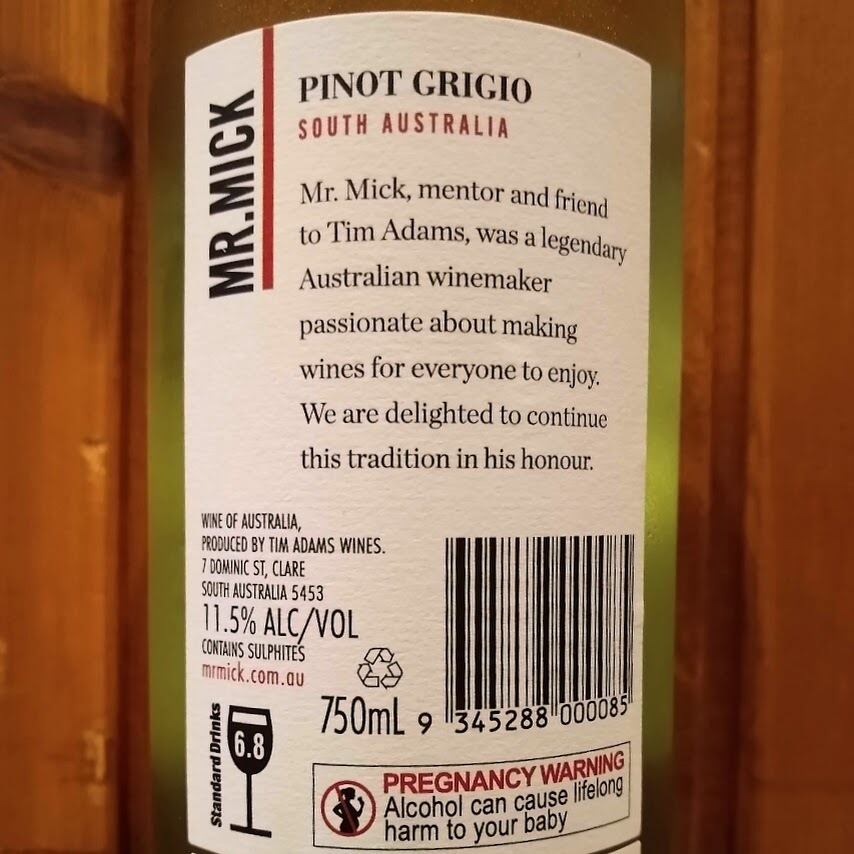 MR.MICK
PINOT GRIGIO
SOUTH AUSTRALIA
Mr. Mick, mentor and friend
to Tim Adams, was a legendary
Australian winemaker
passionate about making
wines for everyone to enjoy.
We are delighted to continue
this tradition in his honour.
WINE OF AUSTRALIA,
PRODUCED BY TIM ADAMS WINES.
7 DOMINIC ST, CLARE
SOUTH AUSTRALIA 5453
11.5% ALC/VOL
CONTAINS SULPHITES
mrmick.com.au
750mL
9 345288 000085
Standard Drinks
6.8
PREGNANCY WARNING
Alcohol can cause lifelong
harm to your baby